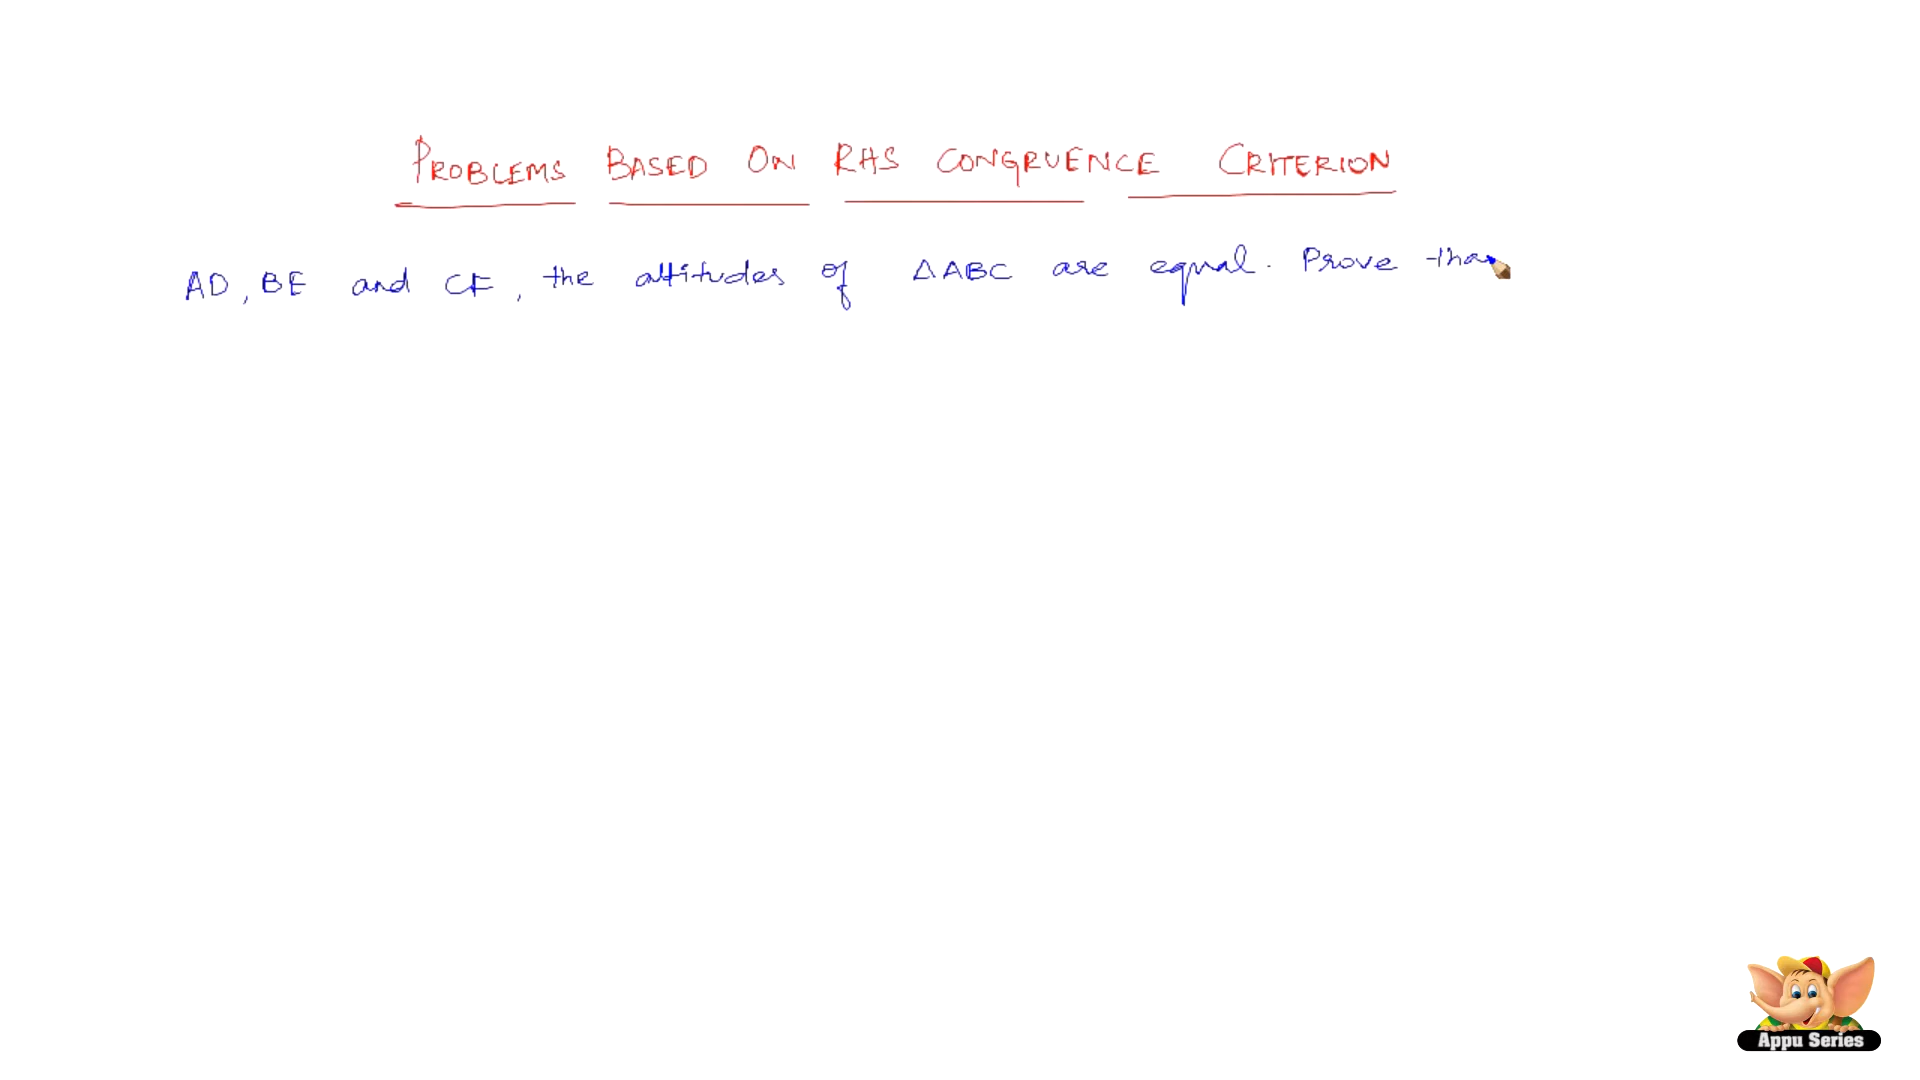 PROBLEMS BASED ON RHS CONGRUENCE CRITERION
AD, BE and CF, the altitudes of ΔABC are equal. Prove tha
Appu Series